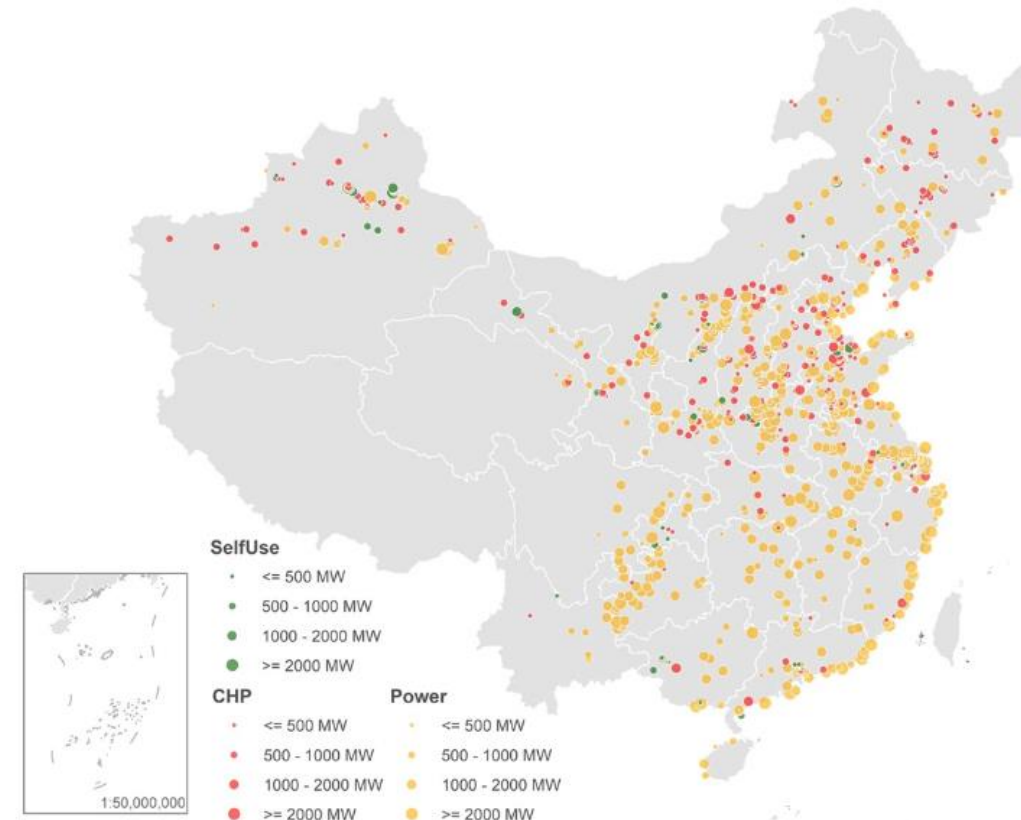 SelfUse
<= 500 MW
500 - 1000 MW
1000 - 2000 MW
>= 2000 MW
CHP
<= 500 MW
500 - 1000 MW
1000 - 2000 MW
>= 2000 MW
Power
<= 500 MW
500 - 1000 MW
1000 - 2000 MW
>= 2000 MW
1:50,000,000